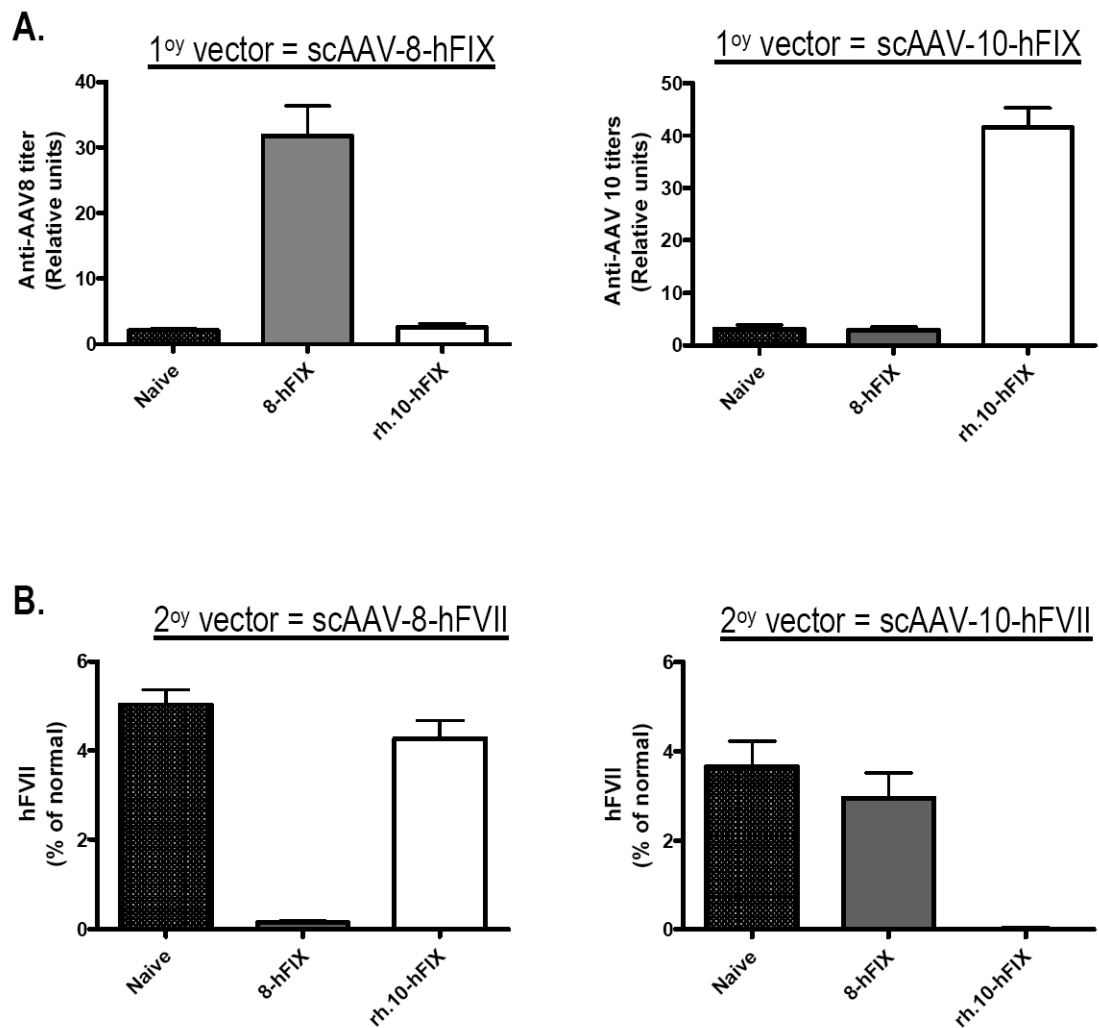 A.
1oy vector = scAAV-8-hFIX
Anti-AAV8 titer
(Relative units)
40
30
20
10
0
Naive
8-hFIX
rh.10-hFIX
1oy vector = scAAV-10-hFIX
Anti-AAV 10 titers
(Relative units)
50
40
30
20
10
0
Naive
8-hFIX
rh.10-hFIX
B.
2oy vector = scAAV-8-hFVII
hFVII
(% of normal)
6
4
2
0
Naive
8-hFIX
rh.10-hFIX
2oy vector = scAAV-10-hFVII
hFVII
(% of normal)
6
4
2
0
Naive
8-hFIX
rh.10-hFIX